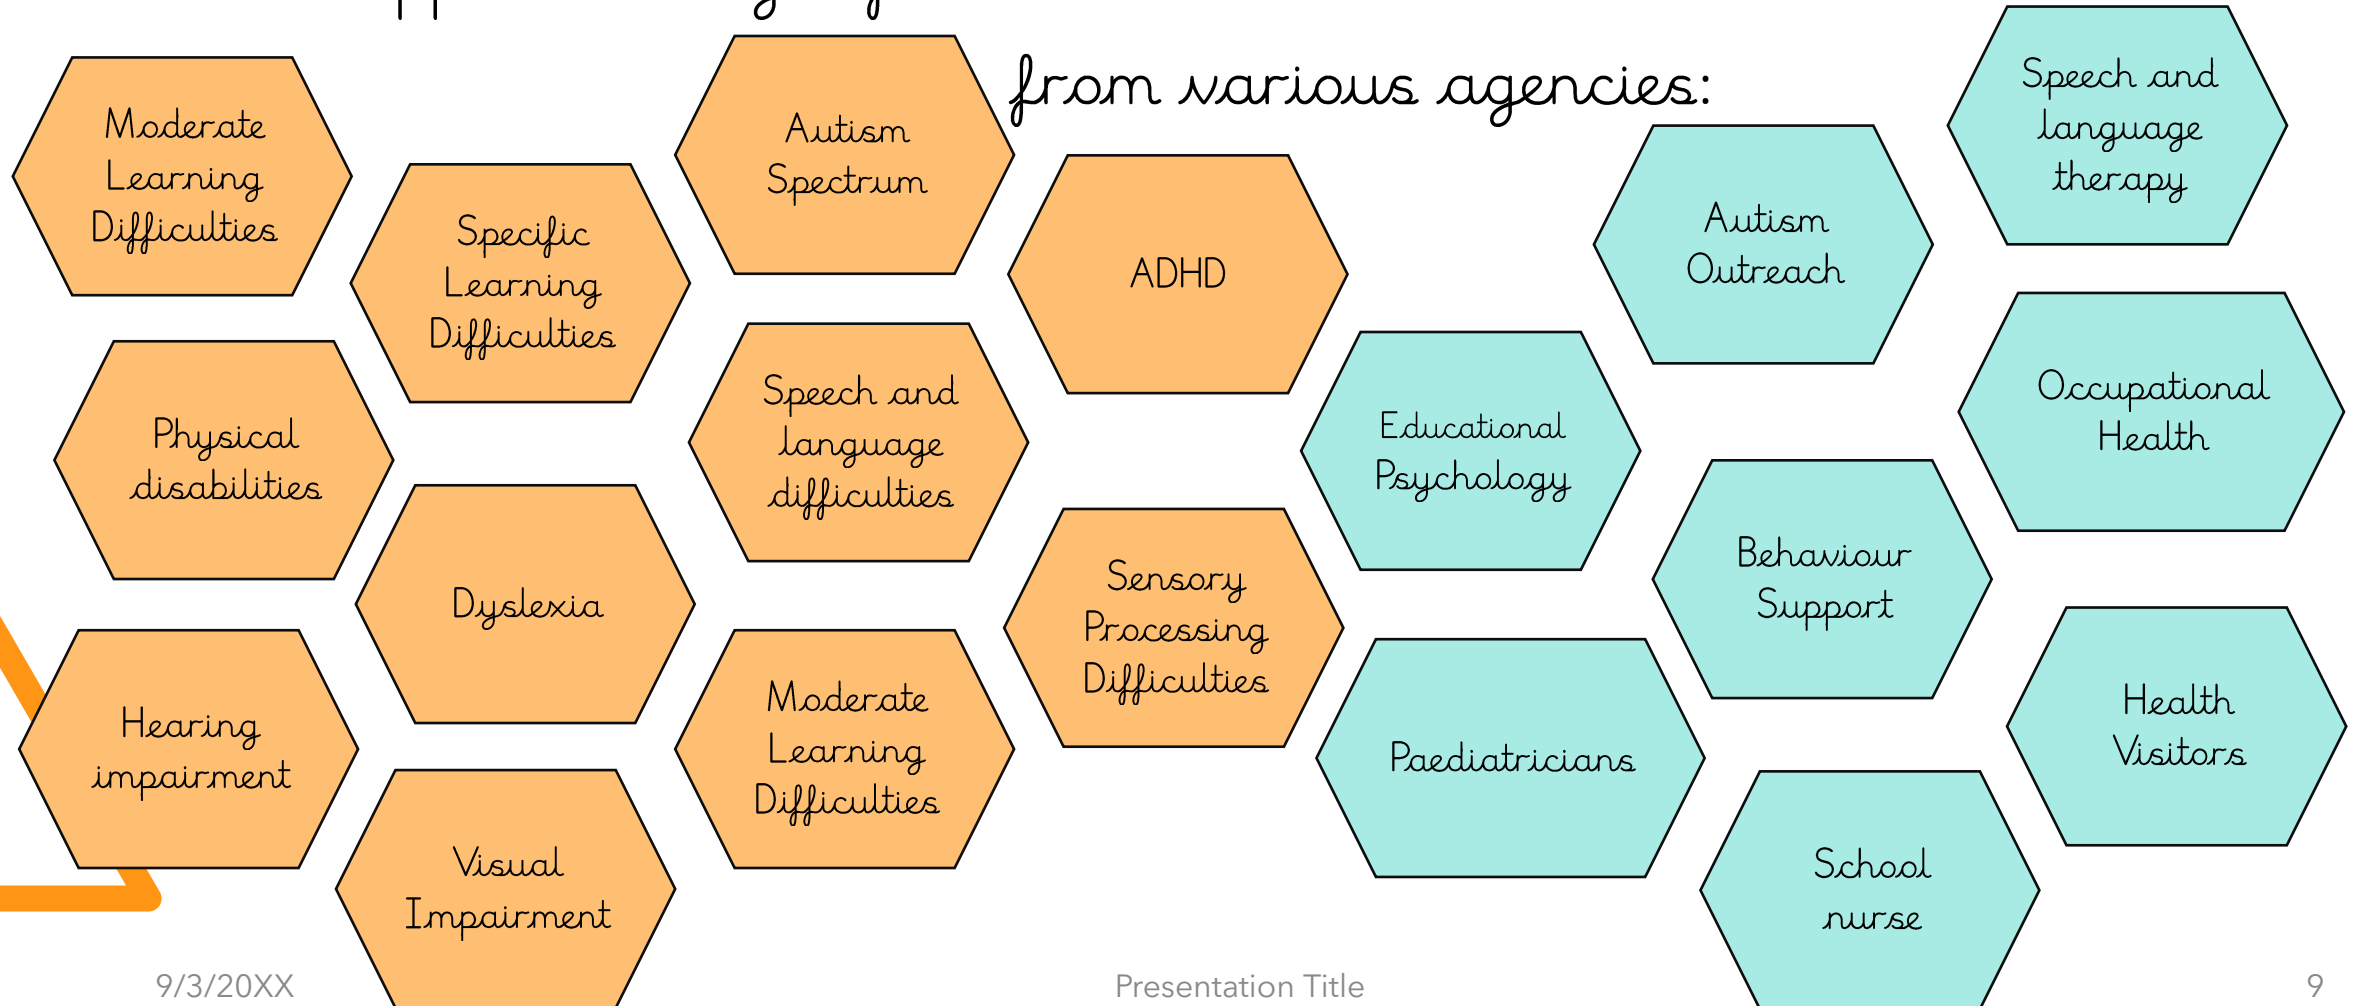 from various agencies:
Moderate
Learning
Difficulties
Specific
Learning
Difficulties
Autism
Spectrum
ADHD
Physical
disabilities
Speech and
language
difficulties
Dyslexia
Sensory
Processing
Difficulties
Hearing
impairment
Moderate
Learning
Difficulties
Visual
Impairment
Speech and
language
therapy
Autism
Outreach
Educational
Psychology
Occupational
Health
Behaviour
Support
Paediatricians
Health
Visitors
School
nurse
9/3/20XX
Presentation Title
9